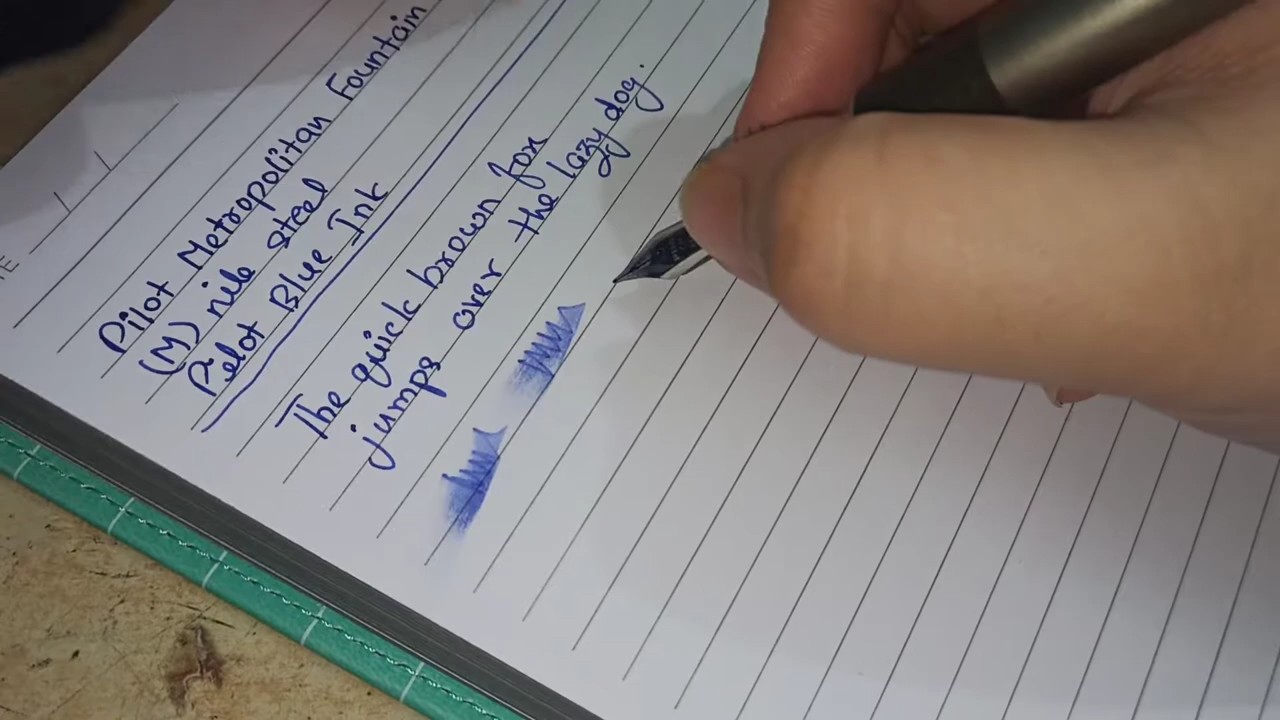 Pilot Metropolitan Fountain
(M) nib steel
Pilot Blue Ink
The quick brown fox
jumps over the lazy dog.